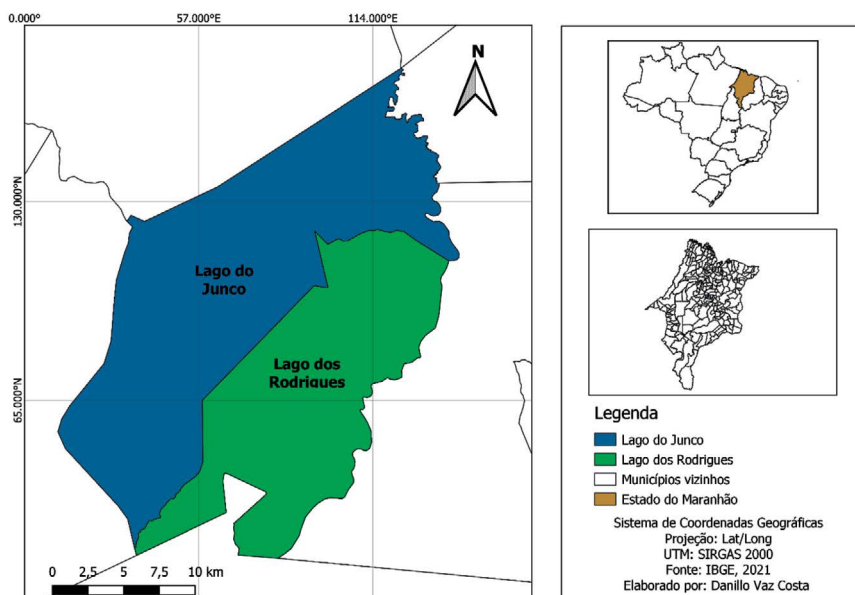 0.000°
57.000°E
114.000°E
N
130.000°N
Lago do
Junco
Lago dos
Rodrigues
65.000°N
0 2,5 5 7,5 10 km
Legenda
Lago do Junco
Lago dos Rodrigues
Municípios vizinhos
Estado do Maranhão
Sistema de Coordenadas Geográficas
Projeção: Lat/Long
UTM: SIRGAS 2000
Fonte: IBGE, 2021
Elaborado por: Danillo Vaz Costa